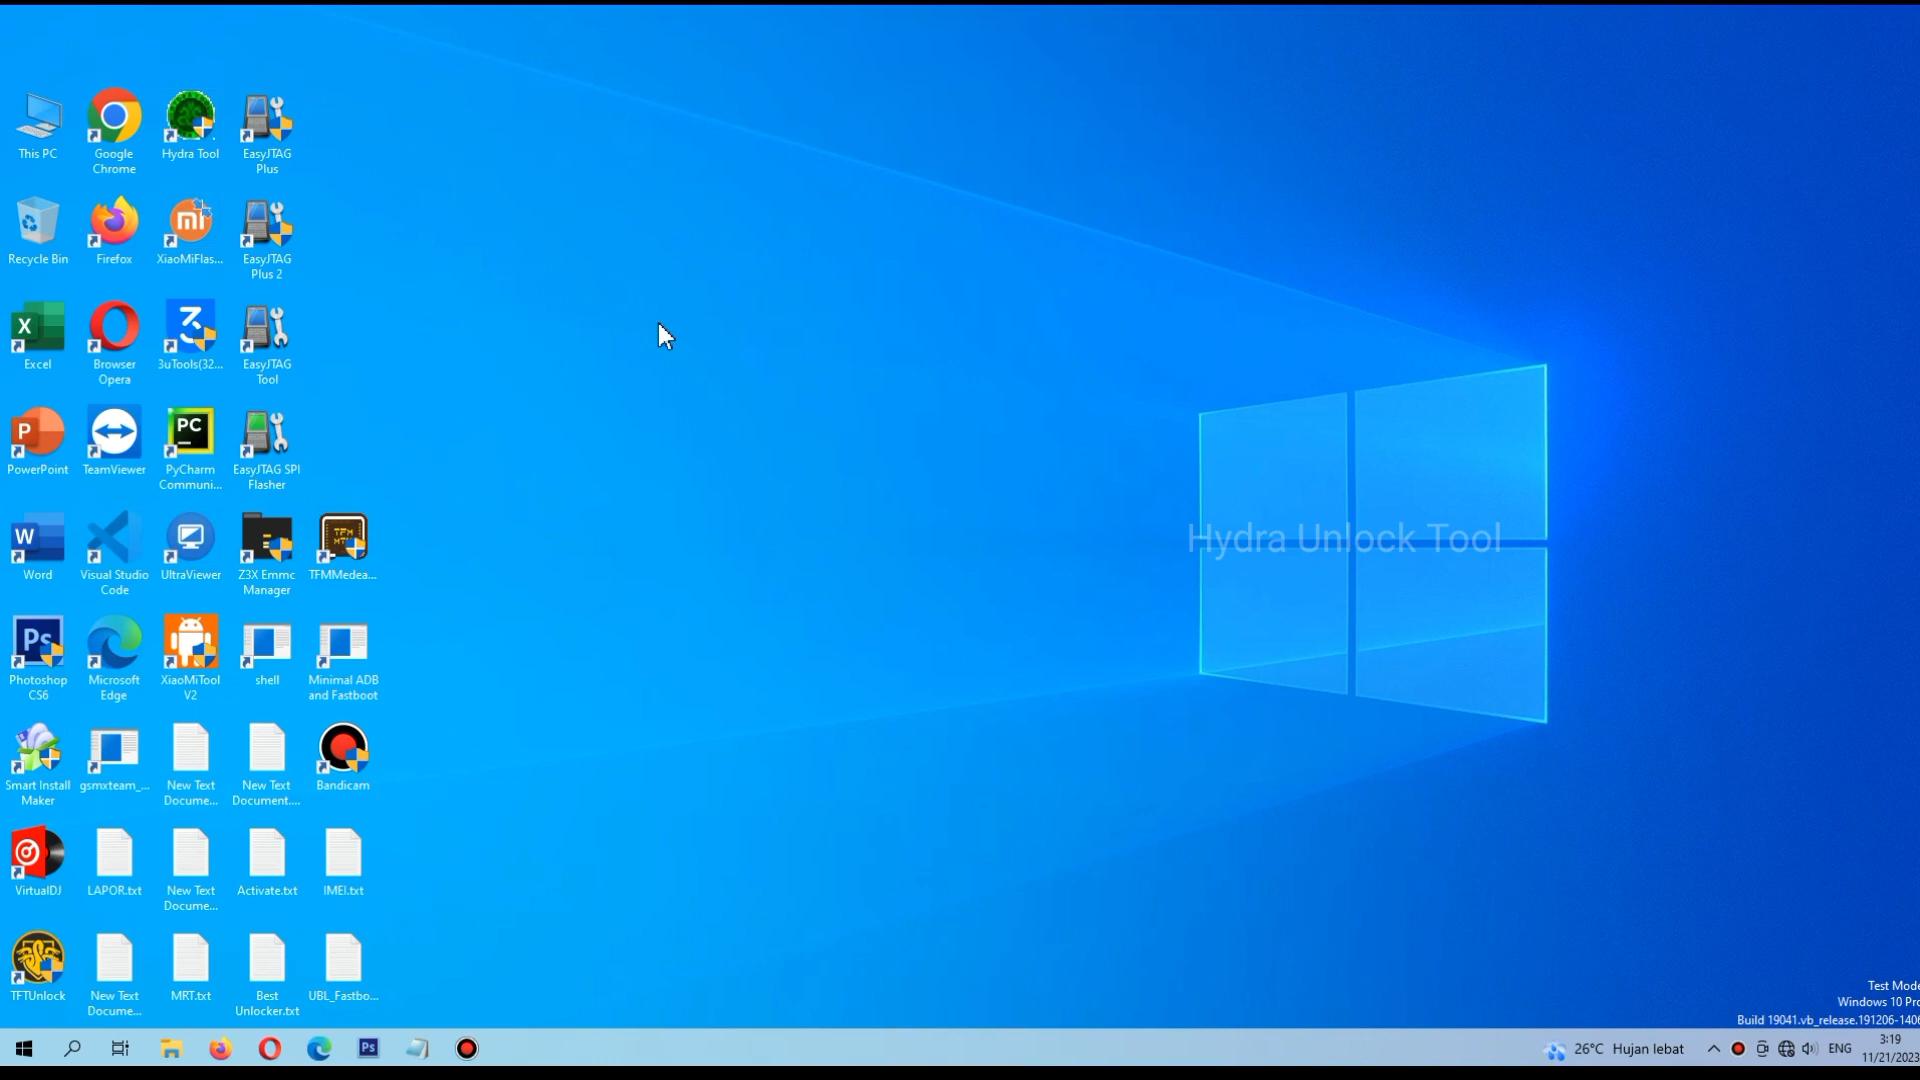 This PC
Google
Chrome
Hydra Tool
EasyJTAG
Plus
Recycle Bin
Firefox
XiaoMiFlas...
EasyJTAG
Plus 2
Excel
Browser
Opera
3uTools(32...
EasyJTAG
Tool
PowerPoint
TeamViewer
PyCharm
Communi...
EasyJTAG SPI
Flasher
Word
Visual Studio
Code
UltraViewer
Z3X Emmc
Manager
TFMMedea...
Photoshop
CS6
Microsoft
Edge
XiaoMiTool
V2
shell
Minimal ADB
and Fastboot
Smart Install
Maker
gsmxteam_...
New Text
Docume...
New Text
Document....
Bandicam
VirtualDJ
LAPOR.txt
New Text
Docume...
Activate.txt
IMEI.txt
TFTUnlock
New Text
Docume...
MRT.txt
Best
Unlocker.txt
UBL_Fastbo...
Hydra Unlock Tool
Test Mode
Windows 10 Pro
Build 19041.vb_release.191206-1406
26°C Hujan lebat
ENG
3:19
11/21/2023